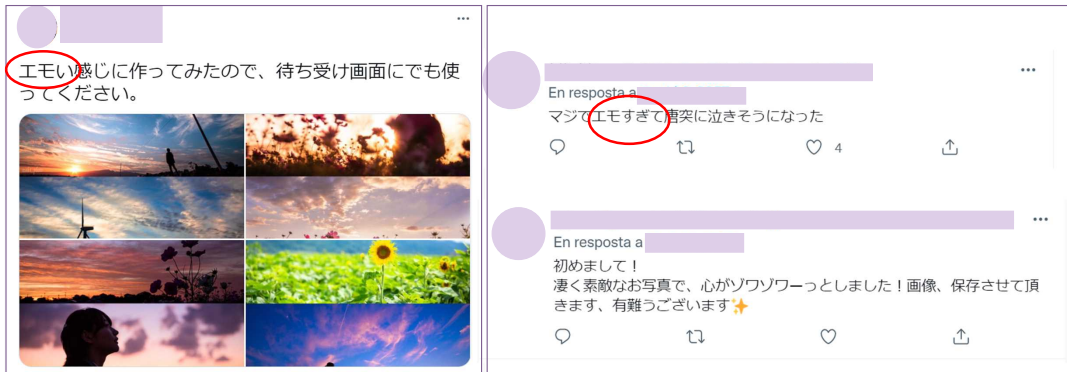 エモい感じに作ってみたので、待ち受け画面にでも使
ってください。
En resposta a
マジでエモすぎて唐突に泣きそうになった
4
En resposta a
初めまして！
凄く素敵なお写真で、心がゾワゾワーっとしました！画像、保存させて頂
きます、有難うございます✨